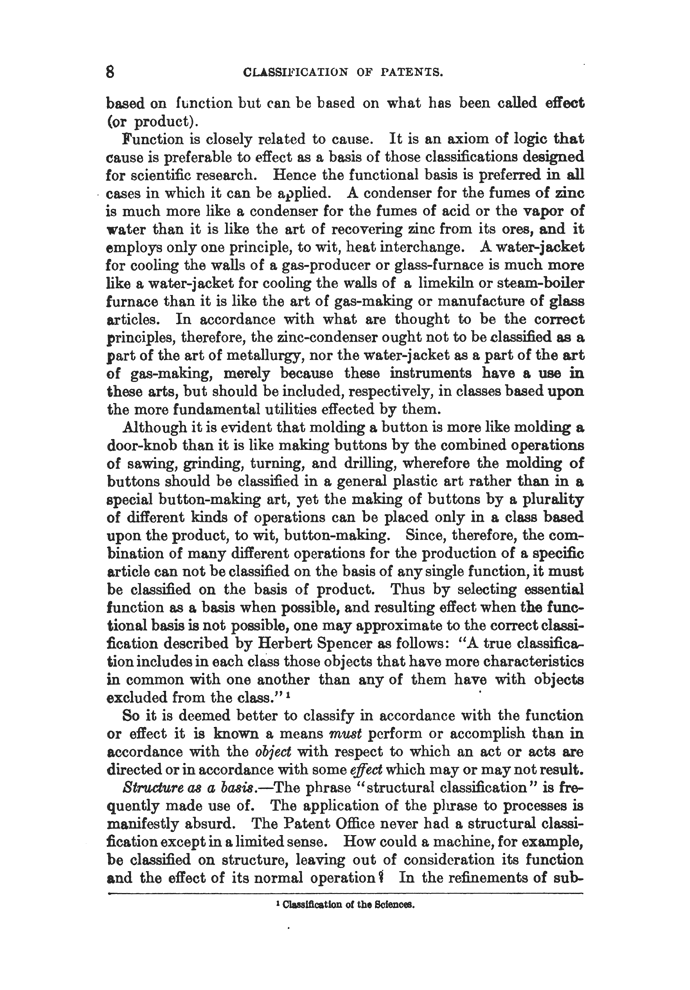 8
CLASSIFICATION OF PATENTS.
based on function but can be based on what has been called effect
(or product).
Function is closely related to cause. It is an axiom of logic that
cause is preferable to effect as a basis of those classifications designed
for scientific research. Hence the functional basis is preferred in all
cases in which it can be applied. A condenser for the fumes of zinc
is much more like a condenser for the fumes of acid or the vapor of
water than it is like the art of recovering zinc from its ores, and it
employs only one principle, to wit, heat interchange. A water-jacket
for cooling the walls of a gas-producer or glass-furnace is much more
like a water-jacket for cooling the walls of a limekiln or steam-boiler
furnace than it is like the art of gas-making or manufacture of glass
articles. In accordance with what are thought to be the correct
principles, therefore, the zinc-condenser ought not to be classified as a
part of the art of metallurgy, nor the water-jacket as a part of the art
of gas-making, merely because these instruments have a use in
these arts, but should be included, respectively, in classes based upon
the more fundamental utilities effected by them.
Although it is evident that molding a button is more like molding a
door-knob than it is like making buttons by the combined operations
of sawing, grinding, turning, and drilling, wherefore the molding of
buttons should be classified in a general plastic art rather than in a
special button-making art, yet the making of buttons by a plurality
of different kinds of operations can be placed only in a class based
upon the product, to wit, button-making. Since, therefore, the com-
bination of many different operations for the production of a specific
article can not be classified on the basis of any single function, it must
be classified on the basis of product. Thus by selecting essential
function as a basis when possible, and resulting effect when the func-
tional basis is not possible, one may approximate to the correct classi-
fication described by Herbert Spencer as follows: "A true classifica-
tion includes in each class those objects that have more characteristics
in common with one another than any of them have with objects
excluded from the class." ¹
So it is deemed better to classify in accordance with the function
or effect it is known a means must perform or accomplish than in
accordance with the object with respect to which an act or acts are
directed or in accordance with some effect which may or may not result.
Structure as a basis.—The phrase "structural classification" is fre-
quently made use of. The application of the phrase to processes is
manifestly absurd. The Patent Office never had a structural classi-
fication except in a limited sense. How could a machine, for example,
be classified on structure, leaving out of consideration its function
and the effect of its normal operation? In the refinements of sub-
¹ Classification of the Sciences.